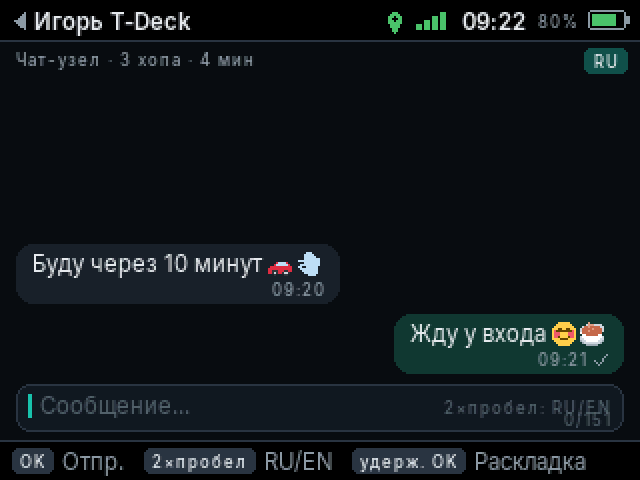 Игорь T-Deck 09:22 80%
Чат-узел · 3 хопа · 4 мин RU
Буду через 10 минут 🚗💨
09:20
Жду у входа 😊☕
09:21 ✓
Сообщение... 2×пробел: RU/EN
0/151
OK Отпр. 2×пробел RU/EN удерж. OK Раскладка